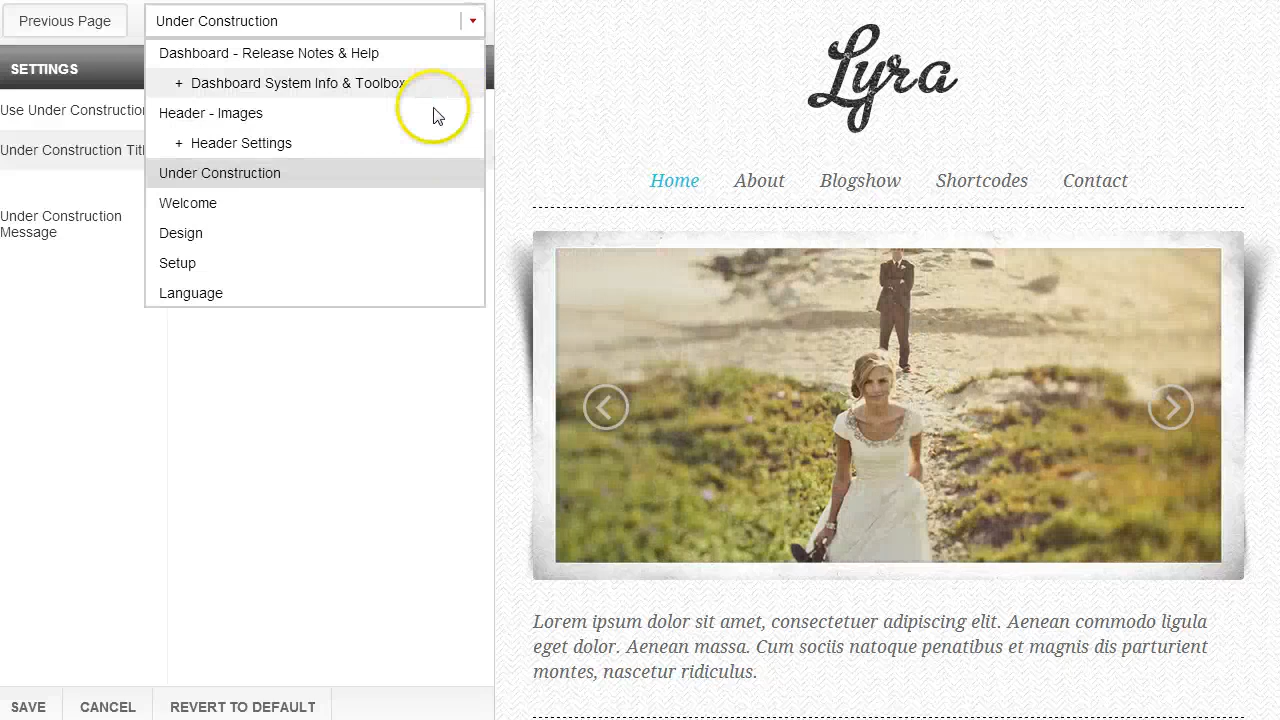 Previous Page
Under Construction
SETTINGS
Dashboard - Release Notes & Help
+ Dashboard System Info & Toolbox
Header - Images
+ Header Settings
Under Construction
Welcome
Design
Setup
Language
Use Under Construction
Under Construction Titl
Under Construction
Message
SAVE
CANCEL
REVERT TO DEFAULT
Lyra
Home
About
Blogshow
Shortcodes
Contact
Lorem ipsum dolor sit amet, consectetuer adipiscing elit. Aenean commodo ligula
eget dolor. Aenean massa. Cum sociis natoque penatibus et magnis dis parturient
montes, nascetur ridiculus.